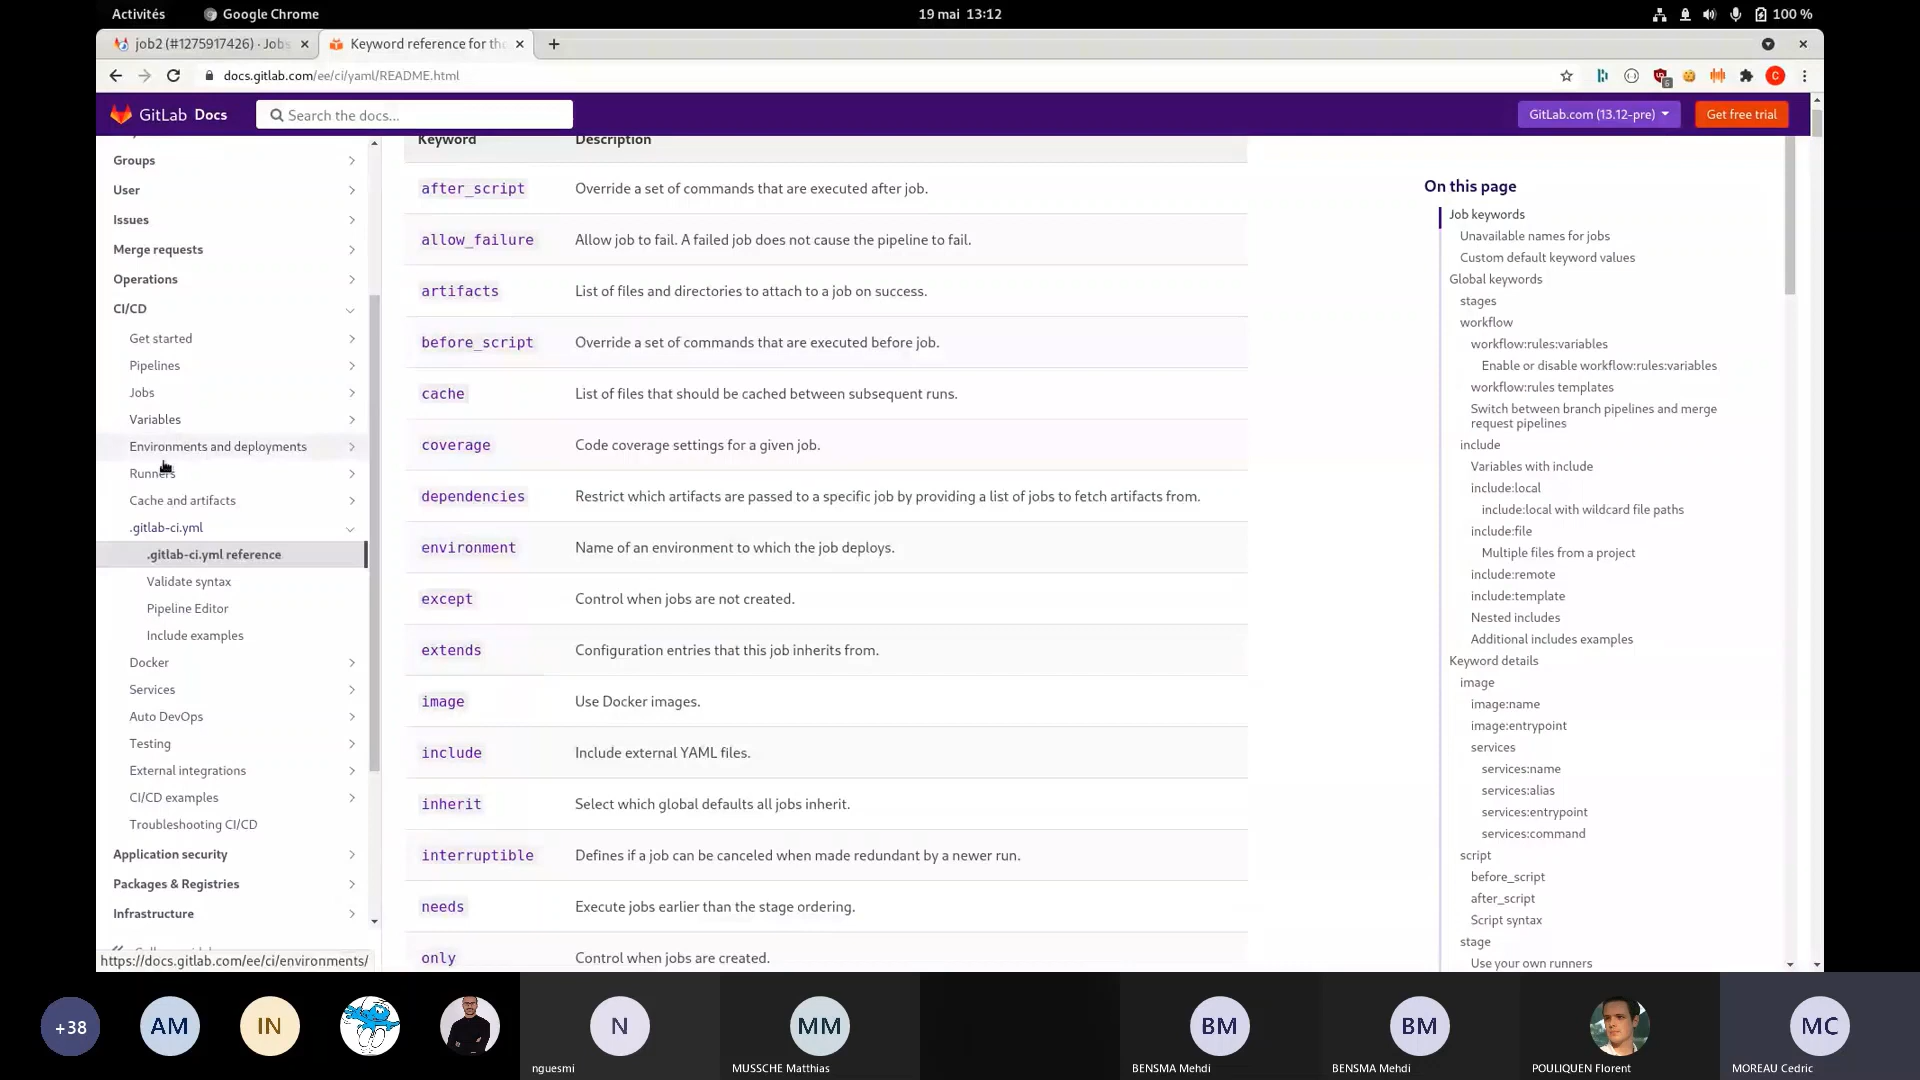 Activités
Google Chrome
19 mai 13:12
100 %
job2 (#1275917426) · Jobs
Keyword reference for the
docs.gitlab.com/ee/ci/yaml/README.html
C
GitLab Docs
Search the docs...
GitLab.com (13.12-pre)
Get free trial
Groups
User
Issues
Merge requests
Operations
CI/CD
Get started
Pipelines
Jobs
Variables
Environments and deployments
Runners
Cache and artifacts
.gitlab-ci.yml
.gitlab-ci.yml reference
Validate syntax
Pipeline Editor
Include examples
Docker
Services
Auto DevOps
Testing
External integrations
CI/CD examples
Troubleshooting CI/CD
Application security
Packages & Registries
Infrastructure
https://docs.gitlab.com/ee/ci/environments/
Keyword Description
after_script Override a set of commands that are executed after job.
allow_failure Allow job to fail. A failed job does not cause the pipeline to fail.
artifacts List of files and directories to attach to a job on success.
before_script Override a set of commands that are executed before job.
cache List of files that should be cached between subsequent runs.
coverage Code coverage settings for a given job.
dependencies Restrict which artifacts are passed to a specific job by providing a list of jobs to fetch artifacts from.
environment Name of an environment to which the job deploys.
except Control when jobs are not created.
extends Configuration entries that this job inherits from.
image Use Docker images.
include Include external YAML files.
inherit Select which global defaults all jobs inherit.
interruptible Defines if a job can be canceled when made redundant by a newer run.
needs Execute jobs earlier than the stage ordering.
only Control when jobs are created.
On this page
Job keywords
Unavailable names for jobs
Custom default keyword values
Global keywords
stages
workflow
workflow:rules:variables
Enable or disable workflow:rules:variables
workflow:rules templates
Switch between branch pipelines and merge
request pipelines
include
Variables with include
include:local
include:local with wildcard file paths
include:file
Multiple files from a project
include:remote
include:template
Nested includes
Additional includes examples
Keyword details
image
image:name
image:entrypoint
services
services:name
services:alias
services:entrypoint
services:command
script
before_script
after_script
Script syntax
stage
Use your own runners
+38
AM
IN
N
nguesmi
MM
MUSSCHE Matthias
BM
BENSMA Mehdi
BM
BENSMA Mehdi
POULIQUEN Florent
MC
MOREAU Cedric